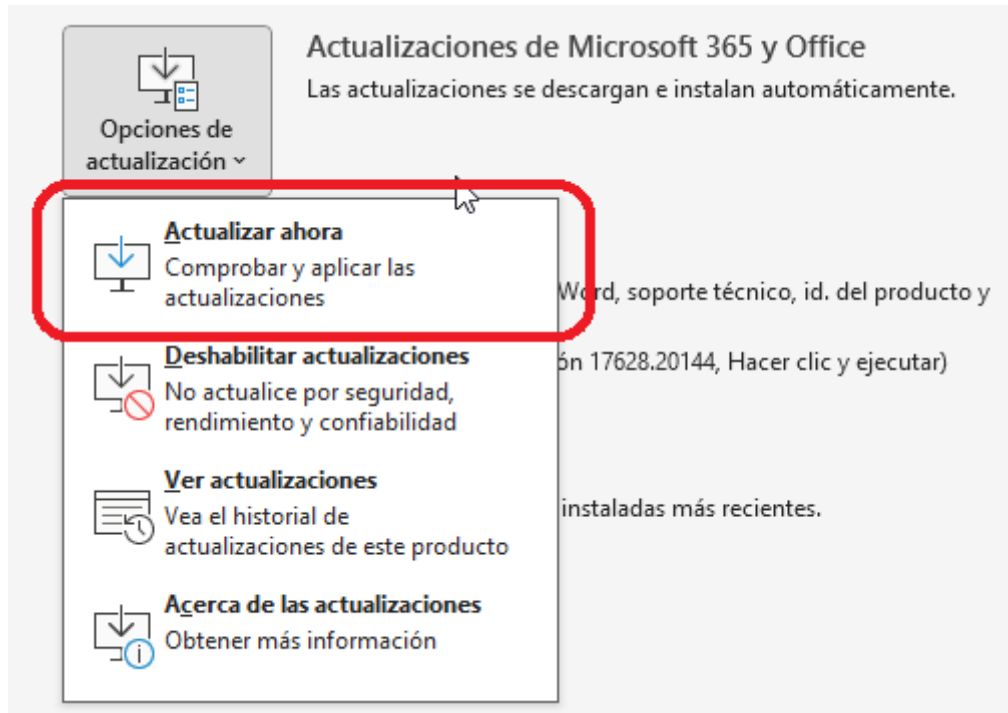 Actualizaciones de Microsoft 365 y Office
Las actualizaciones se descargan e instalan automáticamente.
Opciones de
actualización
Actualizar ahora
Comprobar y aplicar las
actualizaciones
Word, soporte técnico, id. del producto y
Deshabilitar actualizaciones
No actualice por seguridad,
rendimiento y confiabilidad
ón 17628.20144, Hacer clic y ejecutar)
Ver actualizaciones
Vea el historial de
actualizaciones de este producto
instaladas más recientes.
Acerca de las actualizaciones
Obtener más información